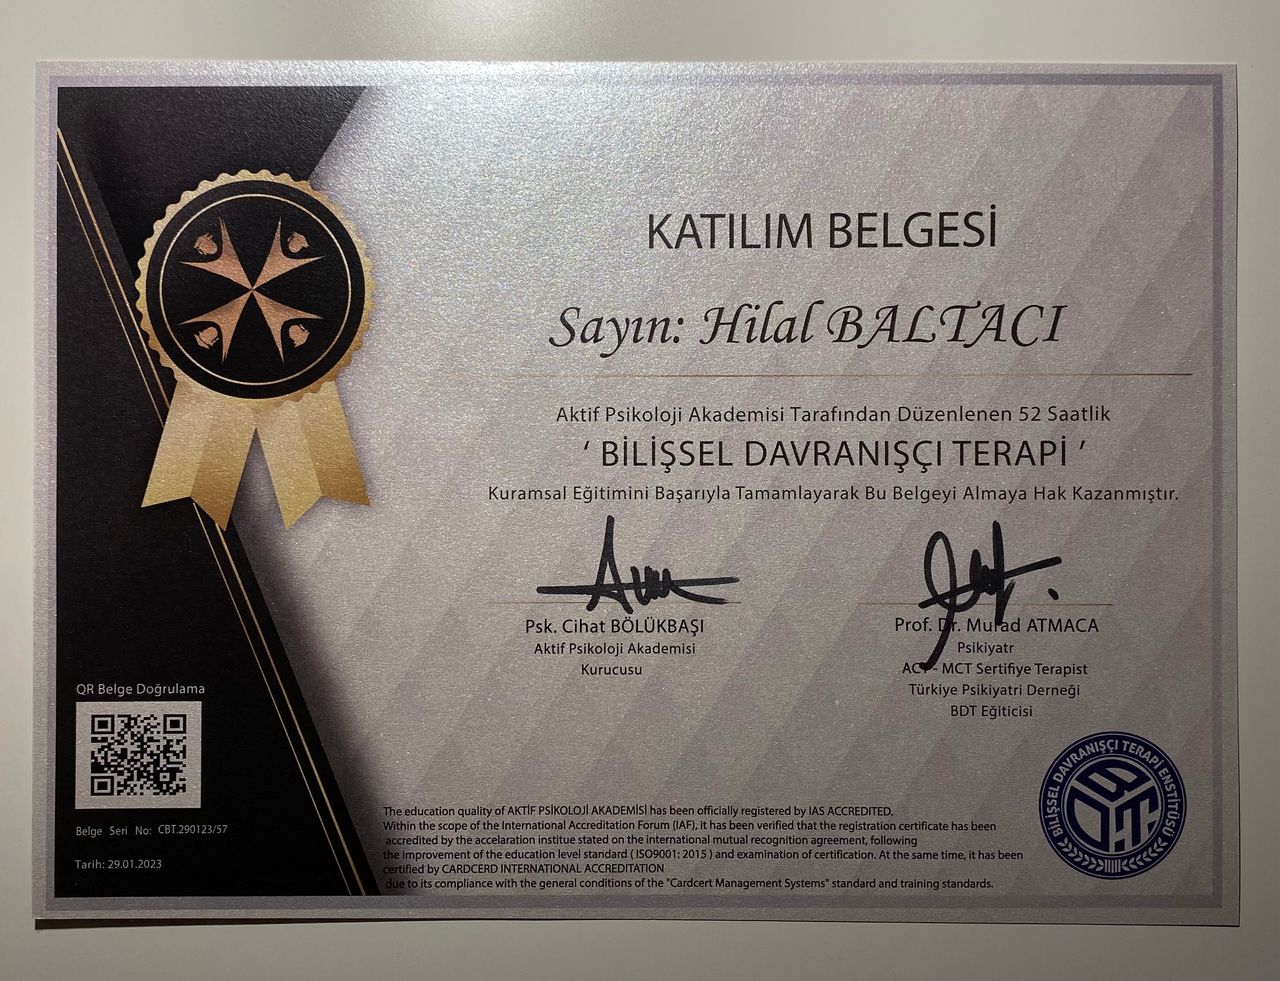 KATILIM BELGESİ
Sayın: Hilal BALTACI
Aktif Psikoloji Akademisi Tarafından Düzenlenen 52 Saatlik
‘ BİLİŞSEL DAVRANIŞÇI TERAPİ ’
Kuramsal Eğitimini Başarıyla Tamamlayarak Bu Belgeyi Almaya Hak Kazanmıştır.
Psk. Cihat BÖLÜKBAŞI
Aktif Psikoloji Akademisi
Kurucusu
Prof. Dr. Murad ATMACA
Psikiyatr
ACT - MCT Sertifiye Terapist
Türkiye Psikiyatri Derneği
BDT Eğiticisi
QR Belge Doğrulama
Belge Seri No: CBT.290123/57
Tarih: 29.01.2023
The education quality of AKTİF PSİKOLOJİ AKADEMİSİ has been officially registered by IAS ACCREDITED.
Within the scope of the International Accreditation Forum (IAF), it has been verified that the registration certificate has been
accredited by the accelaration institue stated on the international mutual recognition agreement, following
the improvement of the education level standard ( ISO9001: 2015 ) and examination of certification. At the same time, it has been
certified by CARDCERD INTERNATIONAL ACCREDITATION
due to its compliance with the general conditions of the "Cardcert Management Systems" standard and training standards.
BİLİŞSEL DAVRANIŞÇI TERAPİ ENSTİTÜSÜ